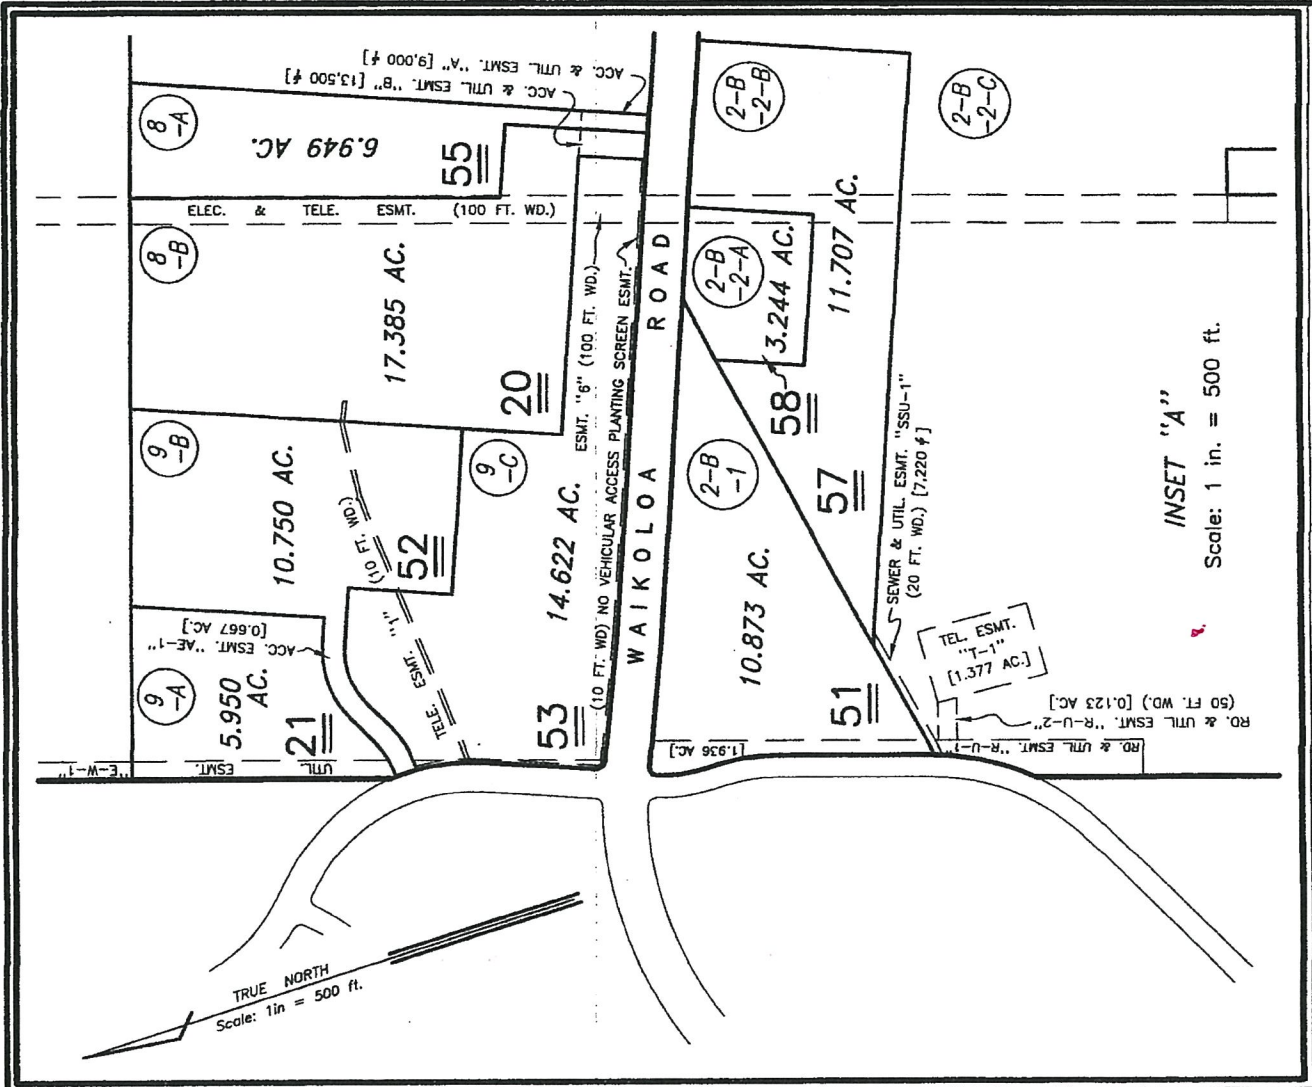 ACC. & UTIL. ESMT. "A" [9,000 ⨍]
ACC. & UTIL. ESMT. "B" [13,500 ⨍]
8
-A
6.949 AC.
55
ELEC. & TELE. ESMT. (100 FT. WD.)
8
-B
17.385 AC.
20
9
-B
10.750 AC.
52
TELE. ESMT. "1" (10 FT. WD.)
9
-C
14.622 AC.
53
ESMT. "6" (100 FT. WD.)
(10 FT. WD) NO VEHICULAR ACCESS PLANTING SCREEN ESMT.
9
-A
5.950
AC.
21
ACC. ESMT. "AE-1"
[0.667 AC.]
UTIL ESMT. "E-W-1"
WAIKOLOA ROAD
2-B
-2-B
2-B
-2-C
11.707 AC.
57
2-B
-2-A
3.244 AC.
58
2-B
-1
10.873 AC.
51
[1.936 AC.]
RD. & UTIL ESMT. "R-U-1"
SEWER & UTIL. ESMT. "SSU-1"
(20 FT. WD.) [7,220 ⨍]
TEL. ESMT.
"T-1"
[1.377 AC.]
RD. & UTIL ESMT. "R-U-2"
(50 FT. WD.) [0.123 AC.]
INSET "A"
Scale: 1 in. = 500 ft.
TRUE NORTH
Scale: 1in = 500 ft.